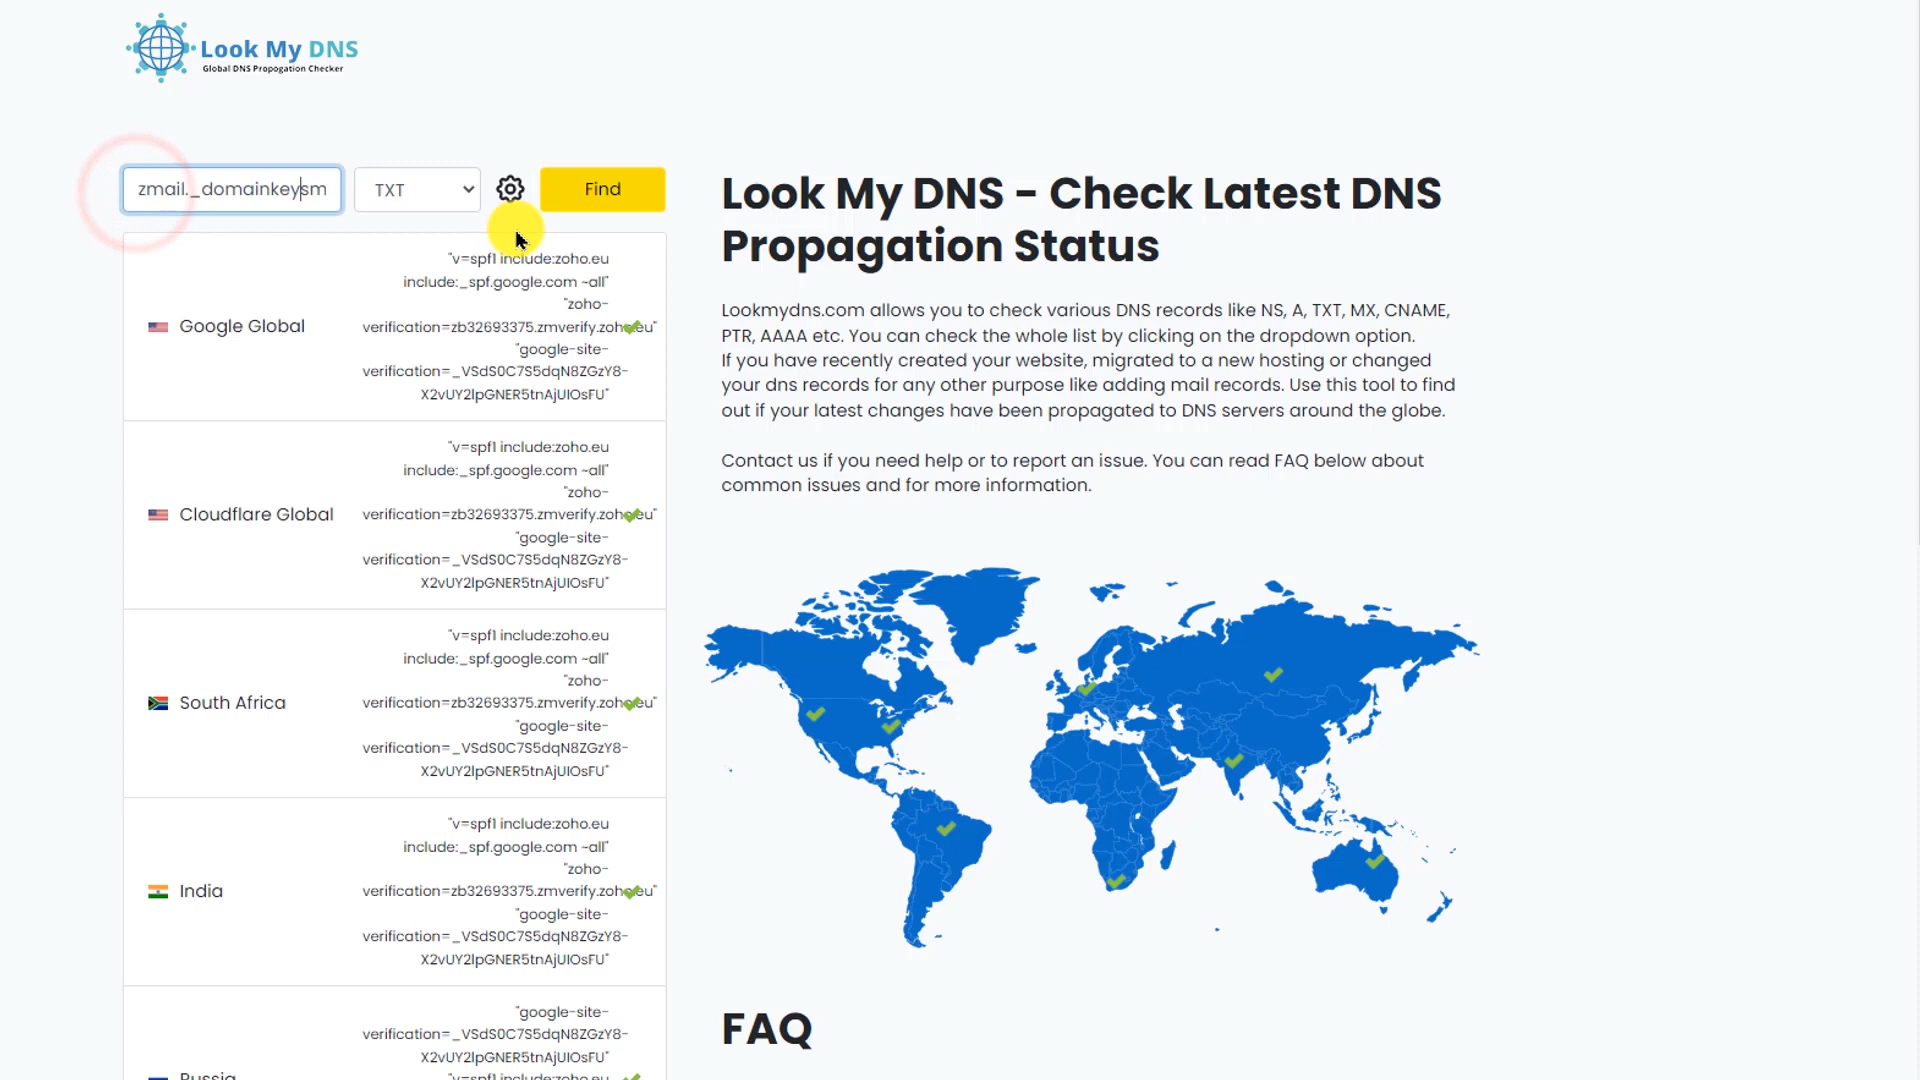 Look My DNS
Global DNS Propogation Checker
zmail._domainkeysm
TXT
Find
Google Global
"v=spf1 include:zoho.eu
include:_spf.google.com ~all"
"zoho-
verification=zb32693375.zmverify.zoho.eu"
"google-site-
verification=_VSdS0C7S5dqN8ZGzY8-
X2vUY2lpGNER5tnAjUIOsFU"
Cloudflare Global
"v=spf1 include:zoho.eu
include:_spf.google.com ~all"
"zoho-
verification=zb32693375.zmverify.zoho.eu"
"google-site-
verification=_VSdS0C7S5dqN8ZGzY8-
X2vUY2lpGNER5tnAjUIOsFU"
South Africa
"v=spf1 include:zoho.eu
include:_spf.google.com ~all"
"zoho-
verification=zb32693375.zmverify.zoho.eu"
"google-site-
verification=_VSdS0C7S5dqN8ZGzY8-
X2vUY2lpGNER5tnAjUIOsFU"
India
"v=spf1 include:zoho.eu
include:_spf.google.com ~all"
"zoho-
verification=zb32693375.zmverify.zoho.eu"
"google-site-
verification=_VSdS0C7S5dqN8ZGzY8-
X2vUY2lpGNER5tnAjUIOsFU"
Russia
"google-site-
verification=_VSdS0C7S5dqN8ZGzY8-
X2vUY2lpGNER5tnAjUIOsFU"
"v=spf1 include:zoho.eu
Look My DNS - Check Latest DNS
Propagation Status
Lookmydns.com allows you to check various DNS records like NS, A, TXT, MX, CNAME,
PTR, AAAA etc. You can check the whole list by clicking on the dropdown option.
If you have recently created your website, migrated to a new hosting or changed
your dns records for any other purpose like adding mail records. Use this tool to find
out if your latest changes have been propagated to DNS servers around the globe.
Contact us if you need help or to report an issue. You can read FAQ below about
common issues and for more information.
FAQ